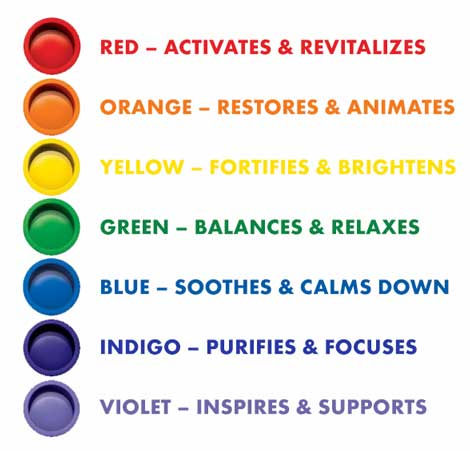 RED – ACTIVATES & REVITALIZES
ORANGE – RESTORES & ANIMATES
YELLOW – FORTIFIES & BRIGHTENS
GREEN – BALANCES & RELAXES
BLUE – SOOTHES & CALMS DOWN
INDIGO – PURIFIES & FOCUSES
VIOLET – INSPIRES & SUPPORTS